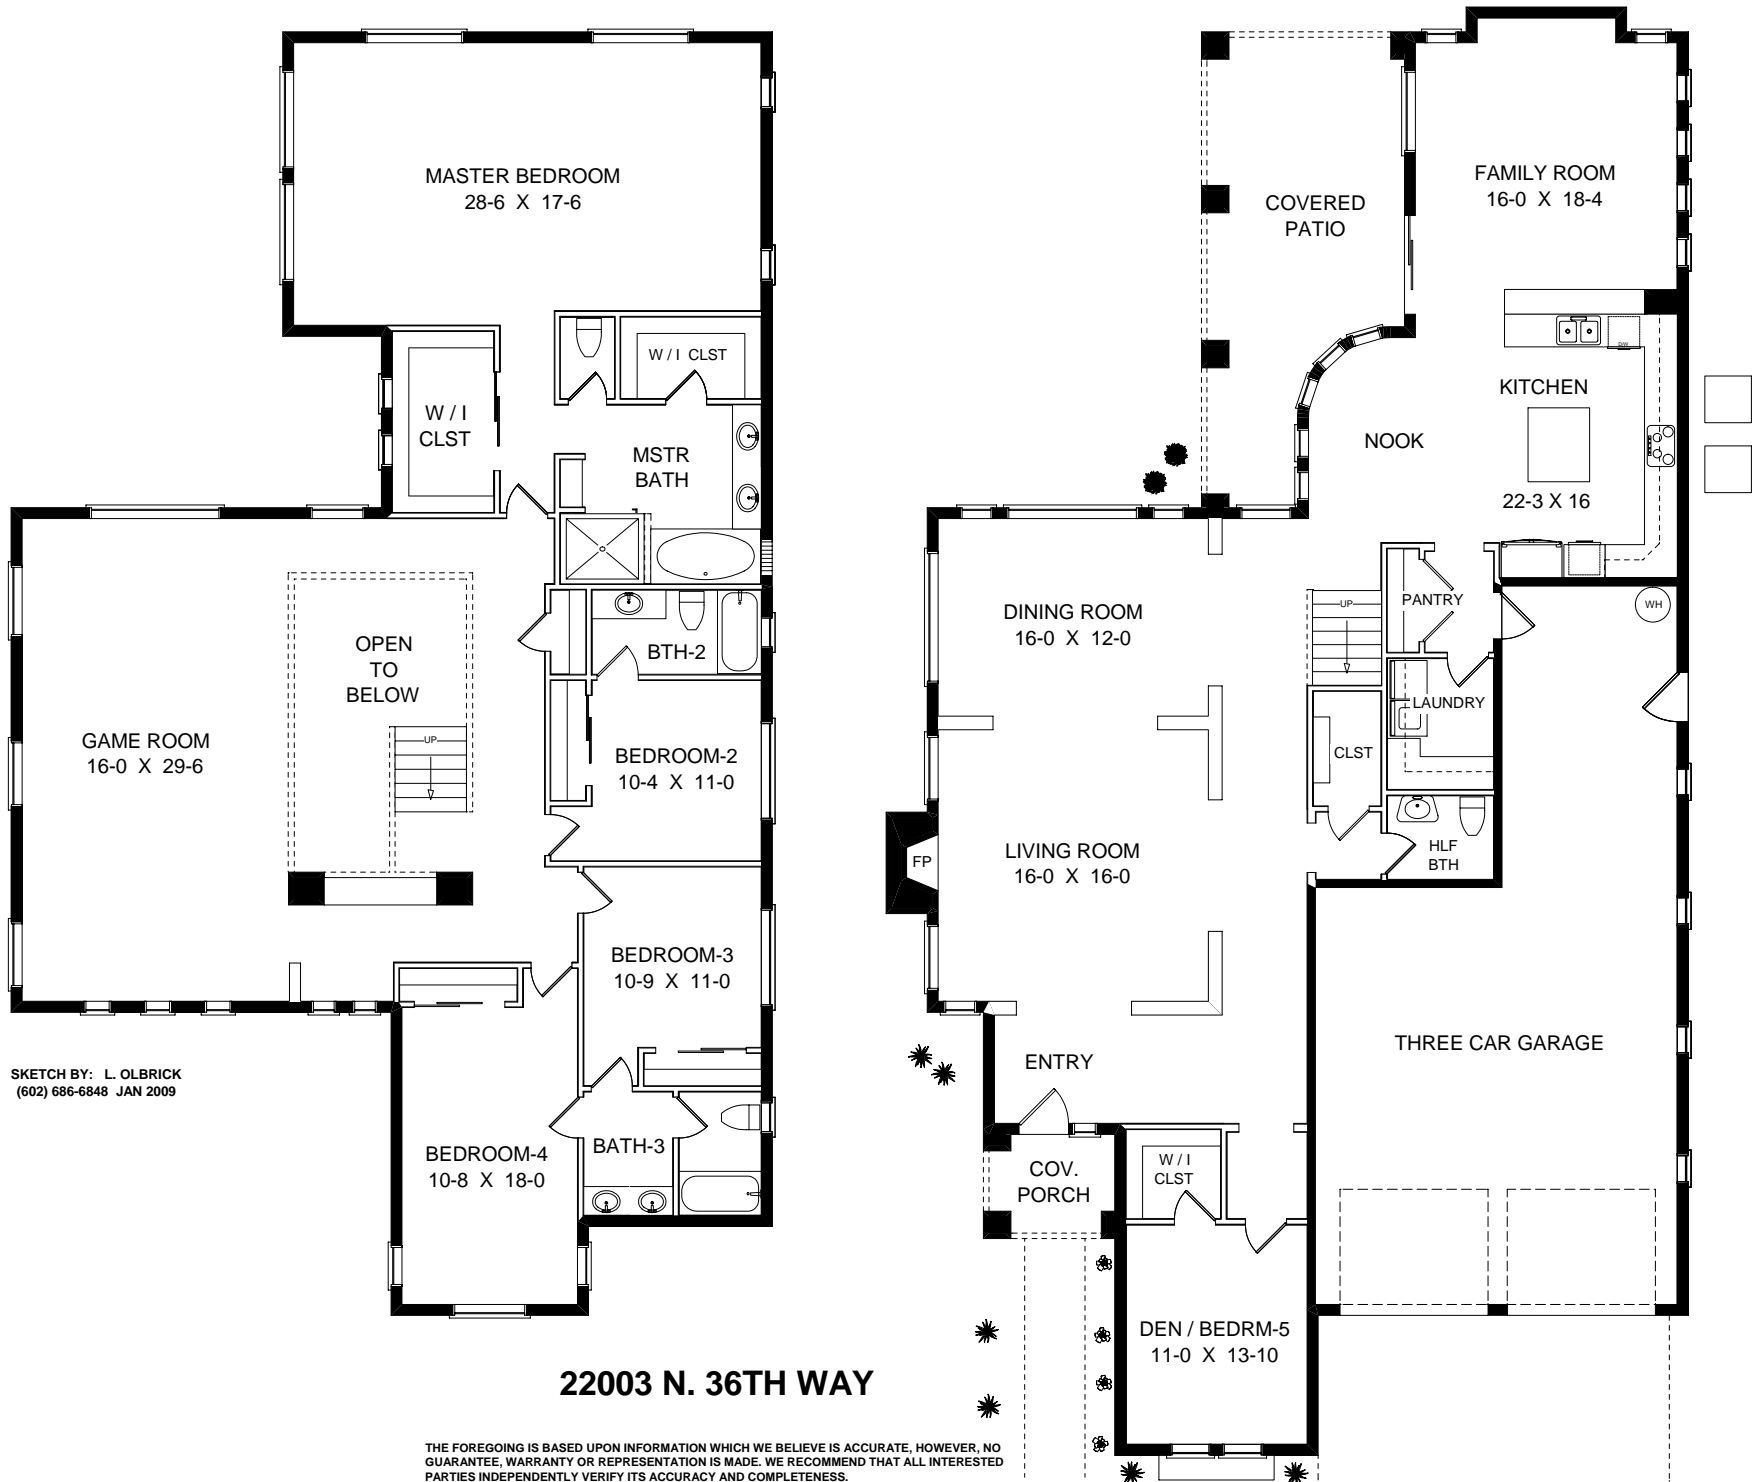 MASTER BEDROOM
28-6 X 17-6
W / I CLST
W / I
CLST
MSTR
BATH
OPEN
TO
BELOW
UP
GAME ROOM
16-0 X 29-6
BTH-2
BEDROOM-2
10-4 X 11-0
BEDROOM-3
10-9 X 11-0
BATH-3
BEDROOM-4
10-8 X 18-0
SKETCH BY: L. OLBRICK
(602) 686-6848 JAN 2009
COVERED
PATIO
FAMILY ROOM
16-0 X 18-4
DW
KITCHEN
NOOK
22-3 X 16
DINING ROOM
16-0 X 12-0
UP
PANTRY
WH
LAUNDRY
CLST
FP
LIVING ROOM
16-0 X 16-0
HLF
BTH
ENTRY
THREE CAR GARAGE
COV.
PORCH
W / I
CLST
DEN / BEDRM-5
11-0 X 13-10
22003 N. 36TH WAY
THE FOREGOING IS BASED UPON INFORMATION WHICH WE BELIEVE IS ACCURATE, HOWEVER, NO
GUARANTEE, WARRANTY OR REPRESENTATION IS MADE. WE RECOMMEND THAT ALL INTERESTED
PARTIES INDEPENDENTLY VERIFY ITS ACCURACY AND COMPLETENESS.